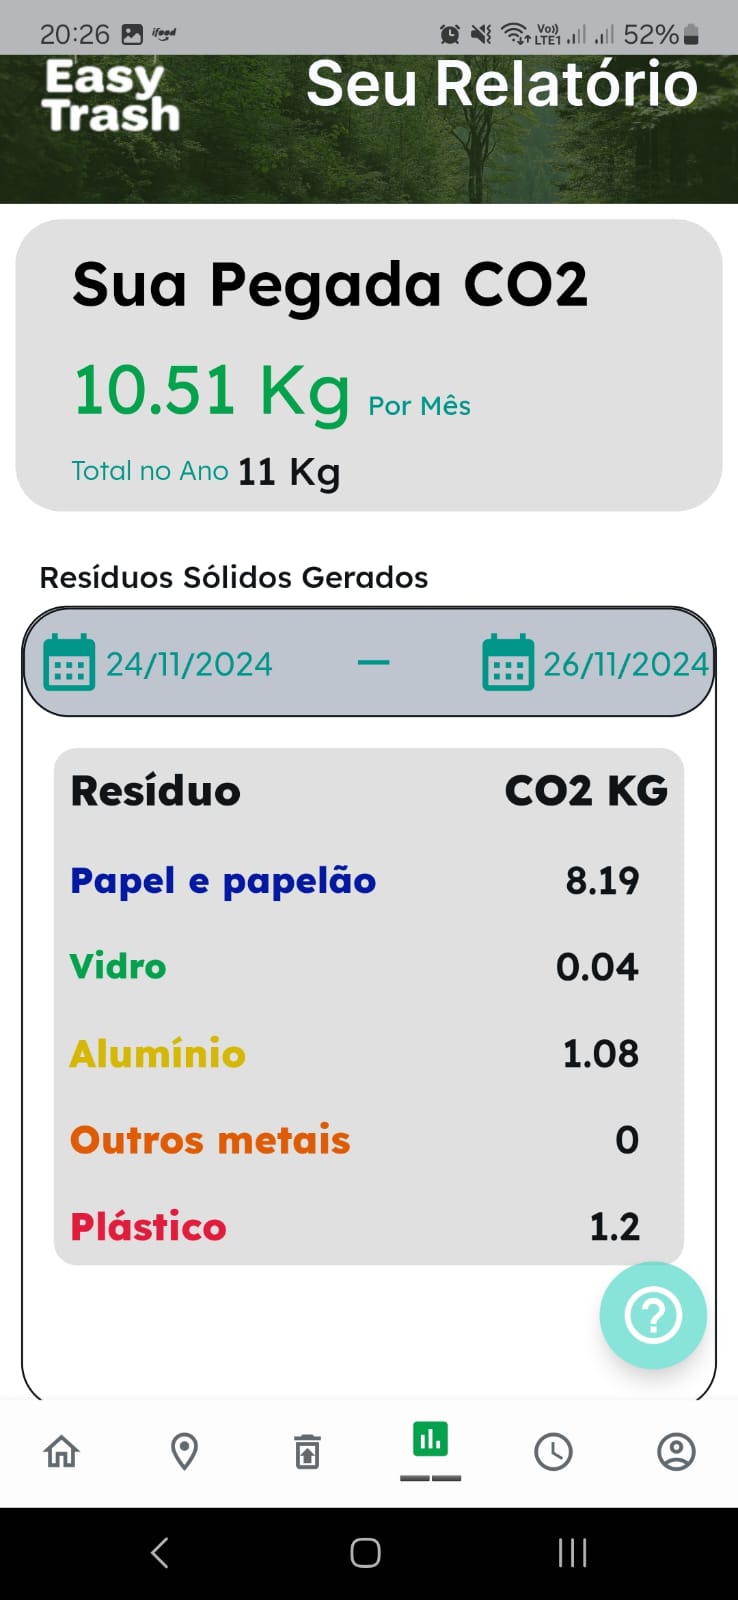 20:26 ifood Vo)) LTE1 52%
Easy
Trash
Seu Relatório
Sua Pegada CO2
10.51 Kg Por Mês
Total no Ano 11 Kg
Resíduos Sólidos Gerados
24/11/2024 — 26/11/2024
Resíduo CO2 KG
Papel e papelão 8.19
Vidro 0.04
Alumínio 1.08
Outros metais 0
Plástico 1.2
?